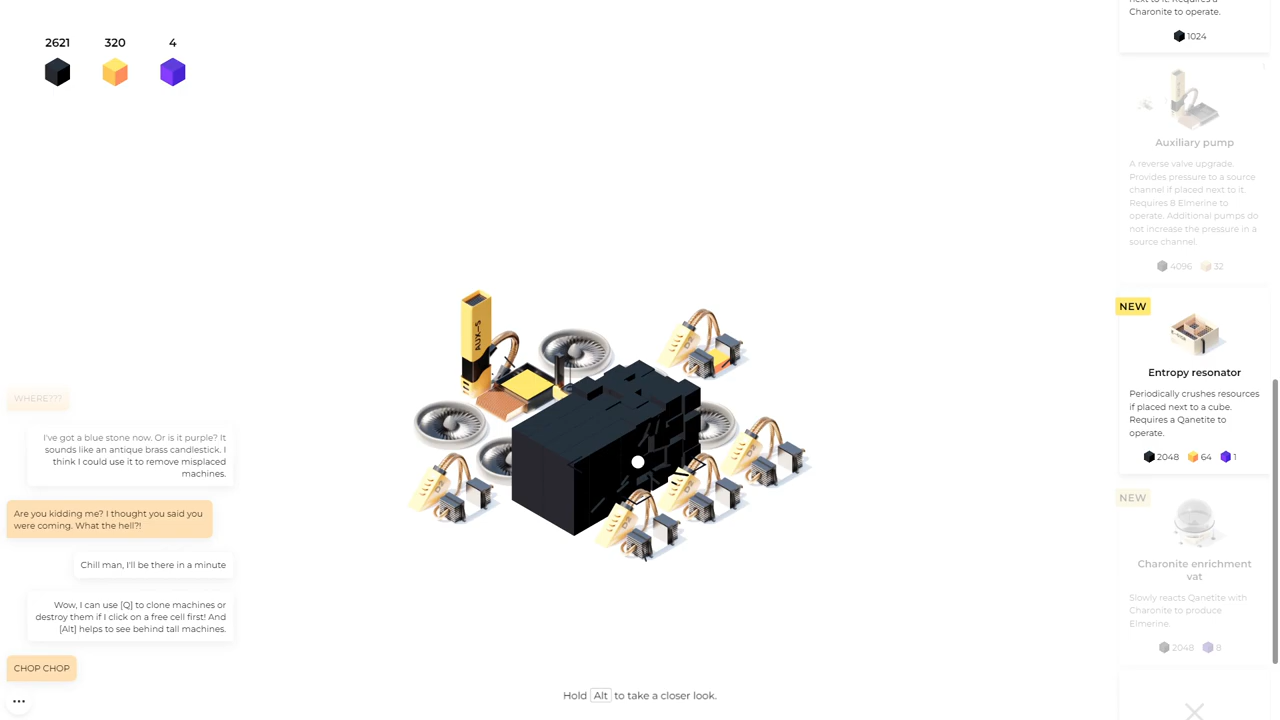 2621
320
4
AUX-5
WHERE???
I've got a blue stone now. Or is it purple? It
sounds like an antique brass candlestick. I
think I could use it to remove misplaced
machines.
Are you kidding me? I thought you said you
were coming. What the hell?!
Chill man, I'll be there in a minute
Wow, I can use [Q] to clone machines or
destroy them if I click on a free cell first! And
[Alt] helps to see behind tall machines.
CHOP CHOP
Hold Alt to take a closer look.
next to it. Requires a
Charonite to operate.
1024
1
Auxiliary pump
A reverse valve upgrade.
Provides pressure to a source
channel if placed next to it.
Requires 8 Elmerine to
operate. Additional pumps do
not increase the pressure in a
source channel.
4096 32
NEW
Entropy resonator
Periodically crushes resources
if placed next to a cube.
Requires a Qanetite to
operate.
2048 64 1
NEW
Charonite enrichment
vat
Slowly reacts Qanetite with
Charonite to produce
Elmerine.
2048 8